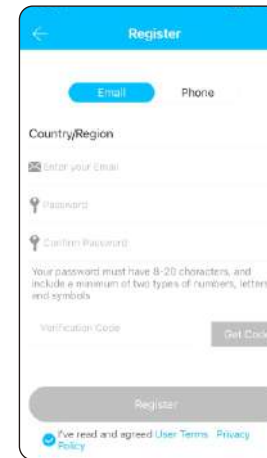 Register
Email Phone
Country/Region
Enter your Email
Password
Confirm Password
Your password must have 8-20 characters, and
include a minimum of two types of numbers, letters
and symbols
Verification Code Get Code
Register
I've read and agreed User Terms Privacy
Policy